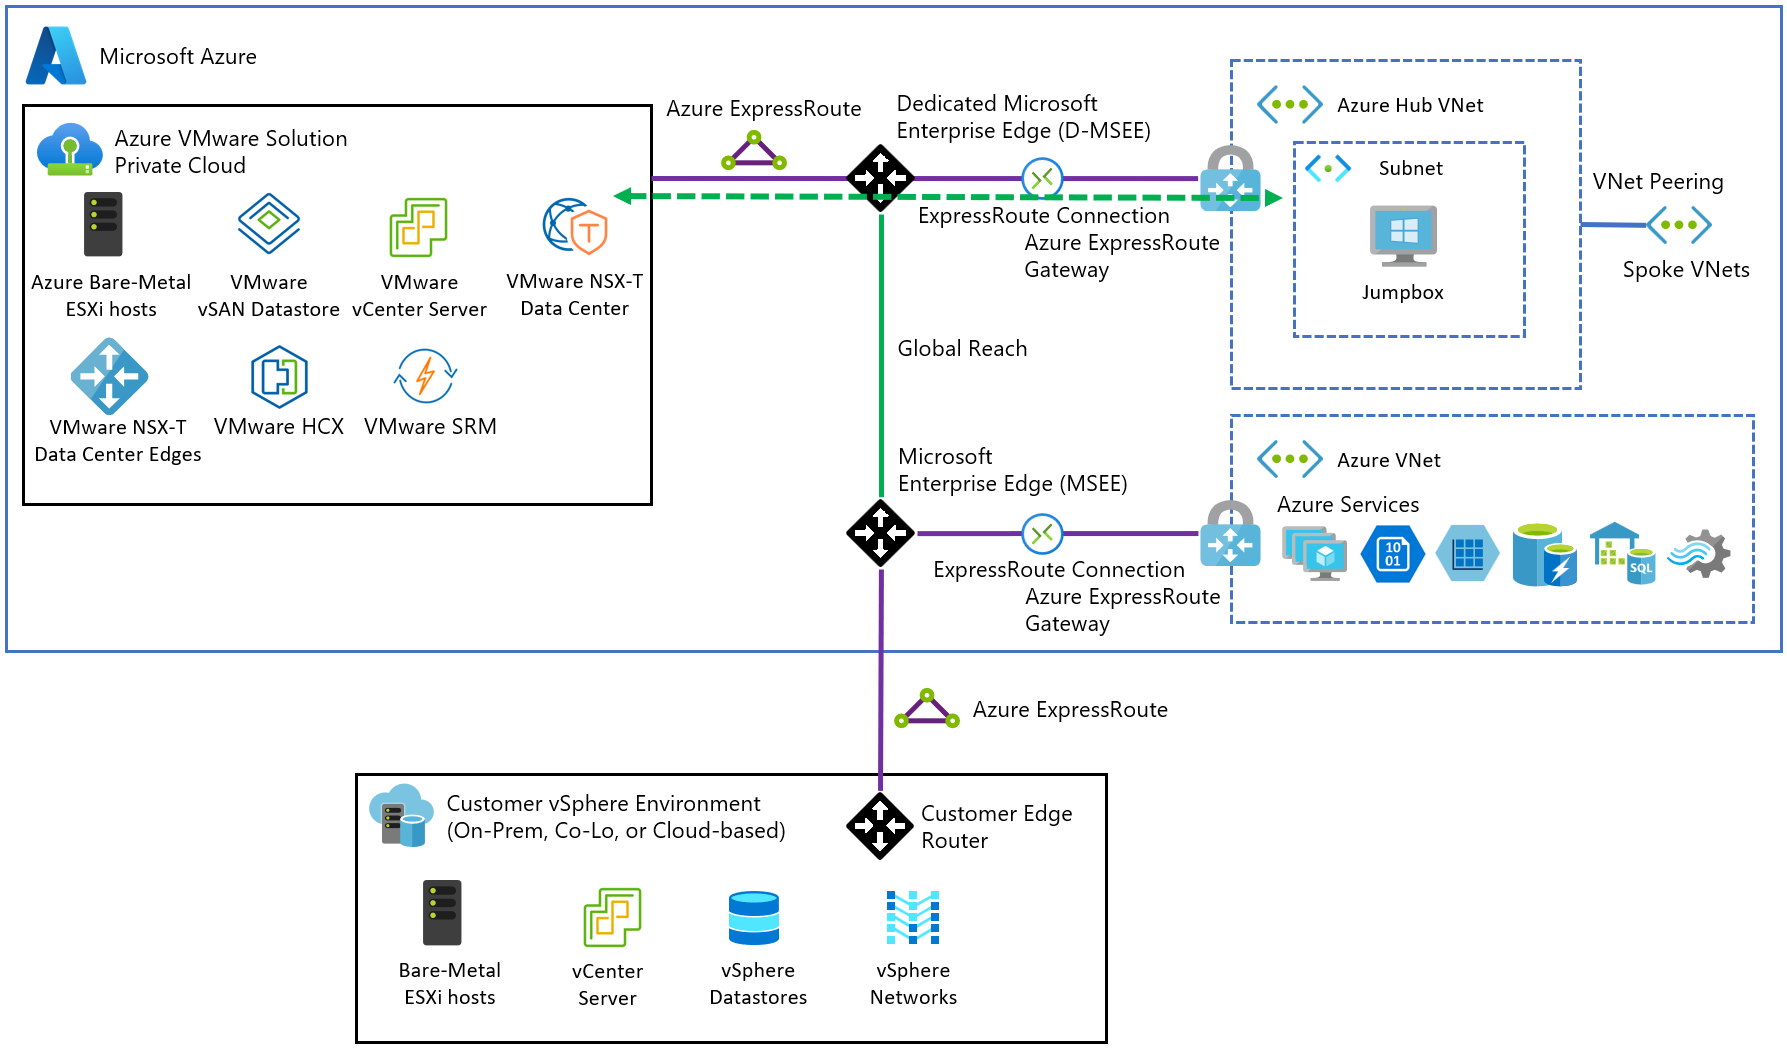 Microsoft Azure
Azure VMware Solution
Private Cloud
Azure Bare-Metal
ESXi hosts
VMware
vSAN Datastore
VMware
vCenter Server
T
VMware NSX-T
Data Center
VMware NSX-T
Data Center Edges
VMware HCX
VMware SRM
Azure ExpressRoute
Dedicated Microsoft
Enterprise Edge (D-MSEE)
ExpressRoute Connection
Azure ExpressRoute
Gateway
Azure Hub VNet
Subnet
Jumpbox
VNet Peering
Spoke VNets
Global Reach
Microsoft
Enterprise Edge (MSEE)
ExpressRoute Connection
Azure ExpressRoute
Gateway
Azure VNet
Azure Services
10
01
SQL
Azure ExpressRoute
Customer vSphere Environment
(On-Prem, Co-Lo, or Cloud-based)
Customer Edge
Router
Bare-Metal
ESXi hosts
vCenter
Server
vSphere
Datastores
vSphere
Networks